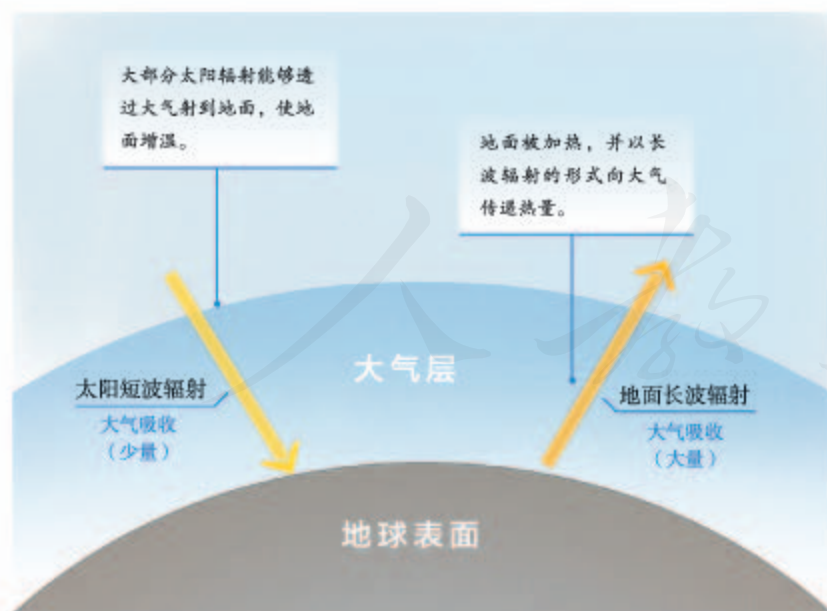 大部分太阳辐射能够透
过大气射到地面，使地
面增温。
地面被加热，并以长
波辐射的形式向大气
传递热量。
大气层
太阳短波辐射
大气吸收
（少量）
地面长波辐射
大气吸收
（大量）
地球表面
人教